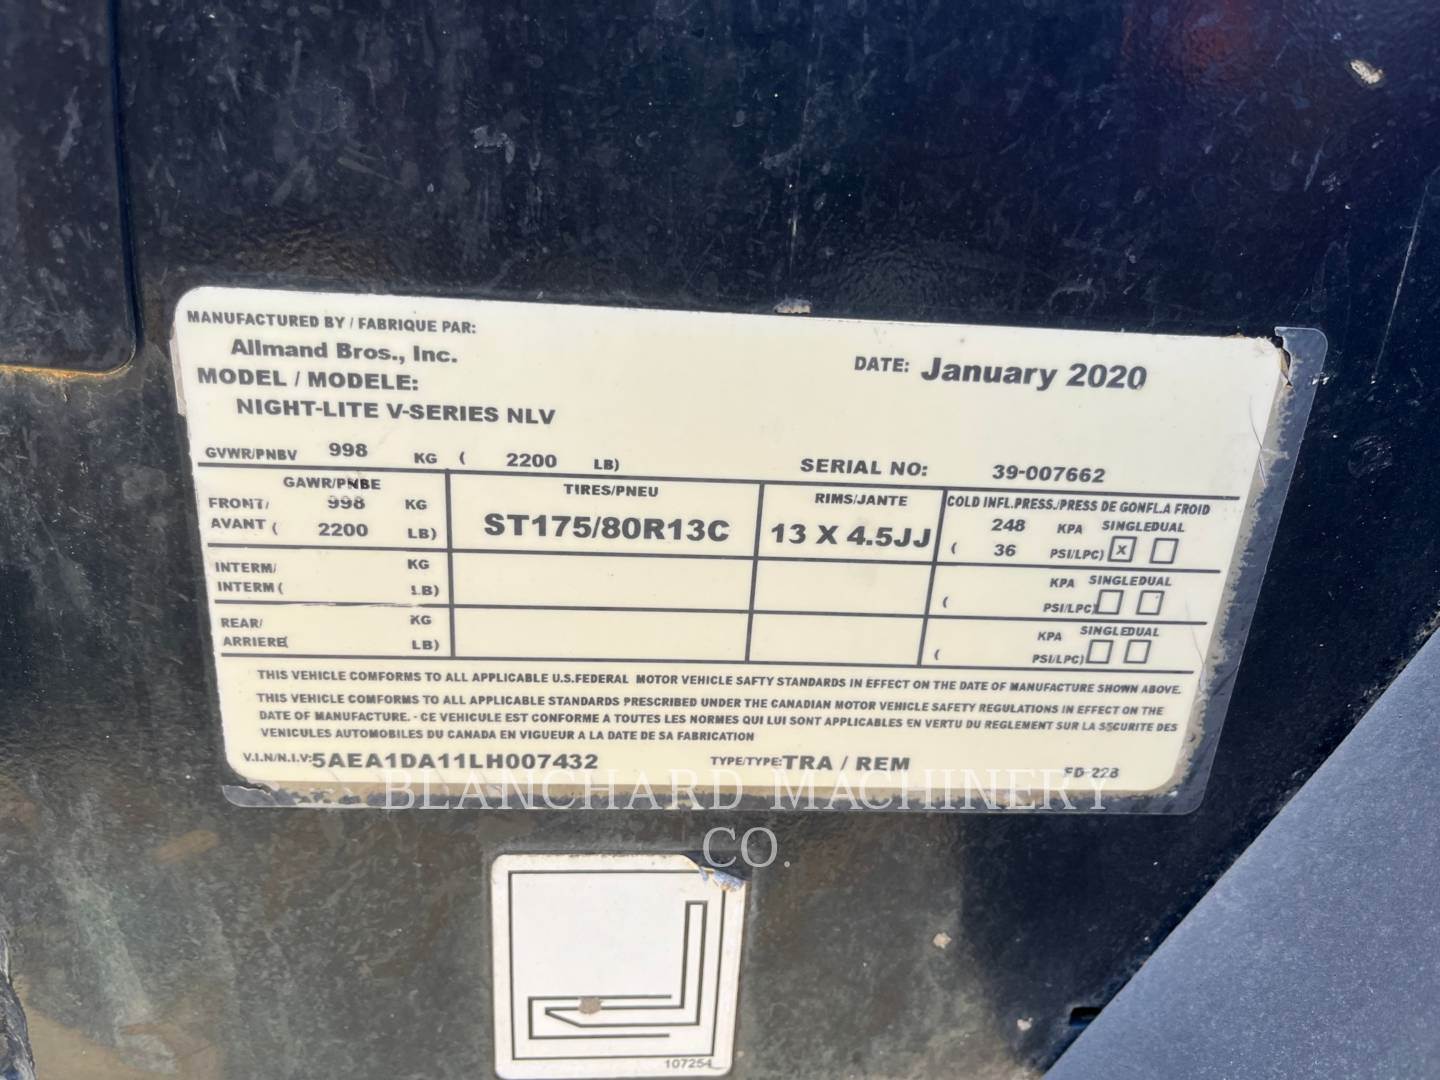 MANUFACTURED BY / FABRIQUE PAR:
Allmand Bros., Inc.
DATE: January 2020
MODEL / MODELE:
NIGHT-LITE V-SERIES NLV
GVWR/PNBV 998 KG ( 2200 LB) SERIAL NO: 39-007662
GAWR/PNBE TIRES/PNEU RIMS/JANTE COLD INFL.PRESS./PRESS DE GONFL.A FROID
FRONT/ 998 KG ST175/80R13C 13 X 4.5JJ 248 KPA SINGLE DUAL
AVANT ( 2200 LB) ( 36 PSI/LPC) X
INTERM/ KG KPA SINGLE DUAL
INTERM ( LB) ( PSI/LPC)
REAR/ KG KPA SINGLE DUAL
ARRIERE( LB) ( PSI/LPC)
THIS VEHICLE COMFORMS TO ALL APPLICABLE U.S.FEDERAL MOTOR VEHICLE SAFTY STANDARDS IN EFFECT ON THE DATE OF MANUFACTURE SHOWN ABOVE.
THIS VEHICLE COMFORMS TO ALL APPLICABLE STANDARDS PRESCRIBED UNDER THE CANADIAN MOTOR VEHICLE SAFETY REGULATIONS IN EFFECT ON THE
DATE OF MANUFACTURE. - CE VEHICULE EST CONFORME A TOUTES LES NORMES QUI LUI SONT APPLICABLES EN VERTU DU REGLEMENT SUR LA SECURITE DES
VENICULES AUTOMOBILES DU CANADA EN VIGUEUR A LA DATE DE SA FABRICATION
V.I.N/N.I.V: 5AEA1DA11LH007432 TYPE/TYPE: TRA / REM FD-228
BLANCHARD MACHINERY
CO.
107254